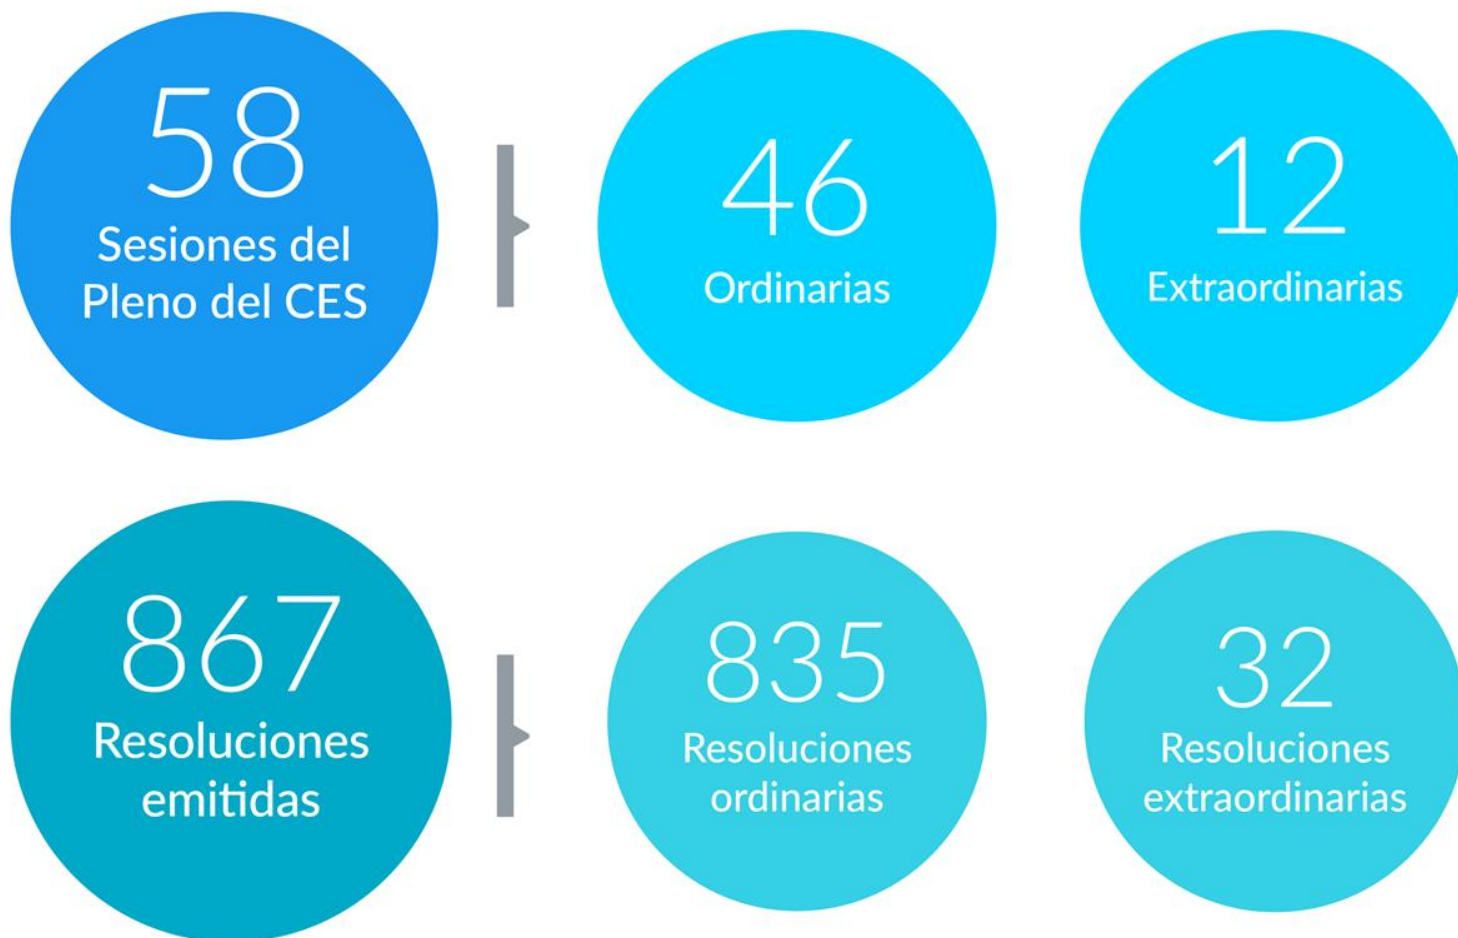 58
Sesiones del
Pleno del CES
46
Ordinarias
12
Extraordinarias
867
Resoluciones
emitidas
835
Resoluciones
ordinarias
32
Resoluciones
extraordinarias